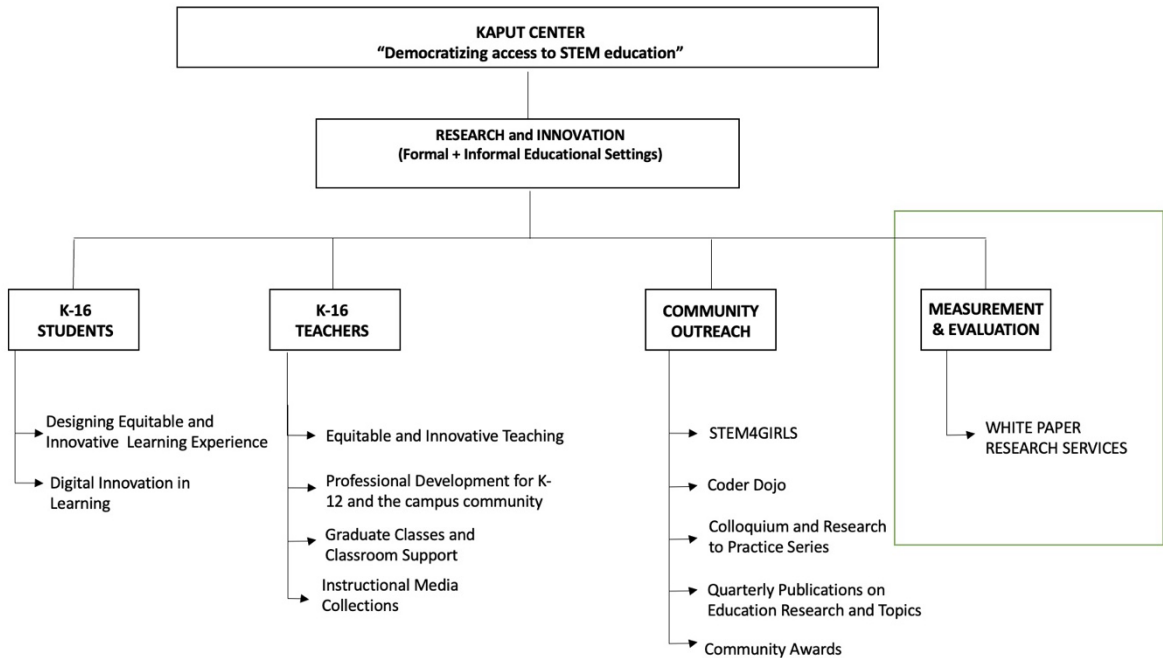 KAPUT CENTER
“Democratizing access to STEM education”
RESEARCH and INNOVATION
(Formal + Informal Educational Settings)
K-16
STUDENTS
Designing Equitable and
Innovative Learning Experience
Digital Innovation in
Learning
K-16
TEACHERS
Equitable and Innovative Teaching
Professional Development for K-
12 and the campus community
Graduate Classes and
Classroom Support
Instructional Media
Collections
COMMUNITY
OUTREACH
STEM4GIRLS
Coder Dojo
Colloquium and Research
to Practice Series
Quarterly Publications on
Education Research and Topics
Community Awards
MEASUREMENT
& EVALUATION
WHITE PAPER
RESEARCH SERVICES